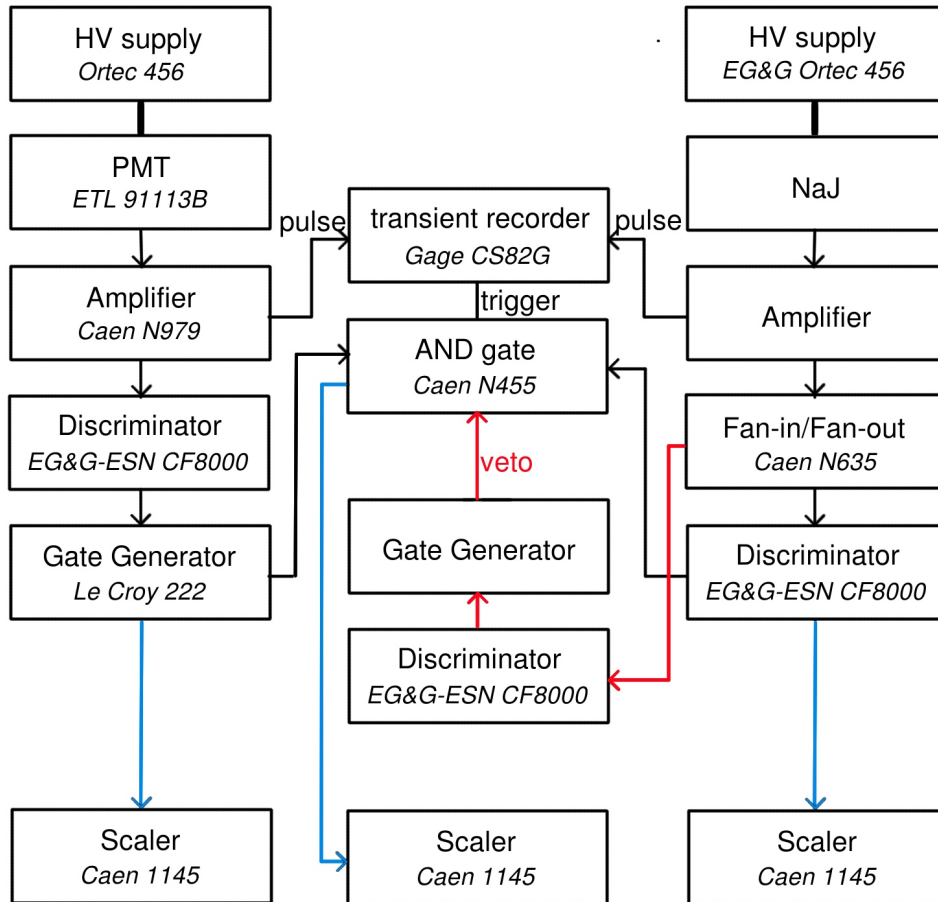 HV supply
Ortec 456
HV supply
EG&G Ortec 456
PMT
ETL 91113B
NaJ
pulse
transient recorder
Gage CS82G
pulse
trigger
Amplifier
Caen N979
Amplifier
AND gate
Caen N455
Discriminator
EG&G-ESN CF8000
Fan-in/Fan-out
Caen N635
veto
Gate Generator
Le Croy 222
Gate Generator
Discriminator
EG&G-ESN CF8000
Discriminator
EG&G-ESN CF8000
Scaler
Caen 1145
Scaler
Caen 1145
Scaler
Caen 1145